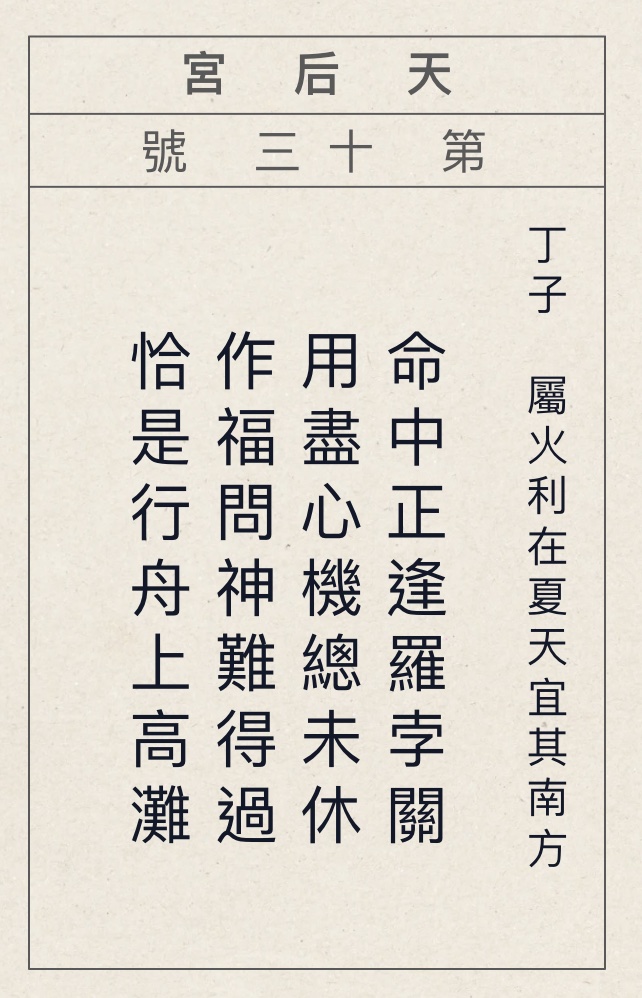 天后宮
第十三號
丁子　屬火利在夏天宜其南方
命中正逢羅孛關
用盡心機總未休
作福問神難得過
恰是行舟上高灘